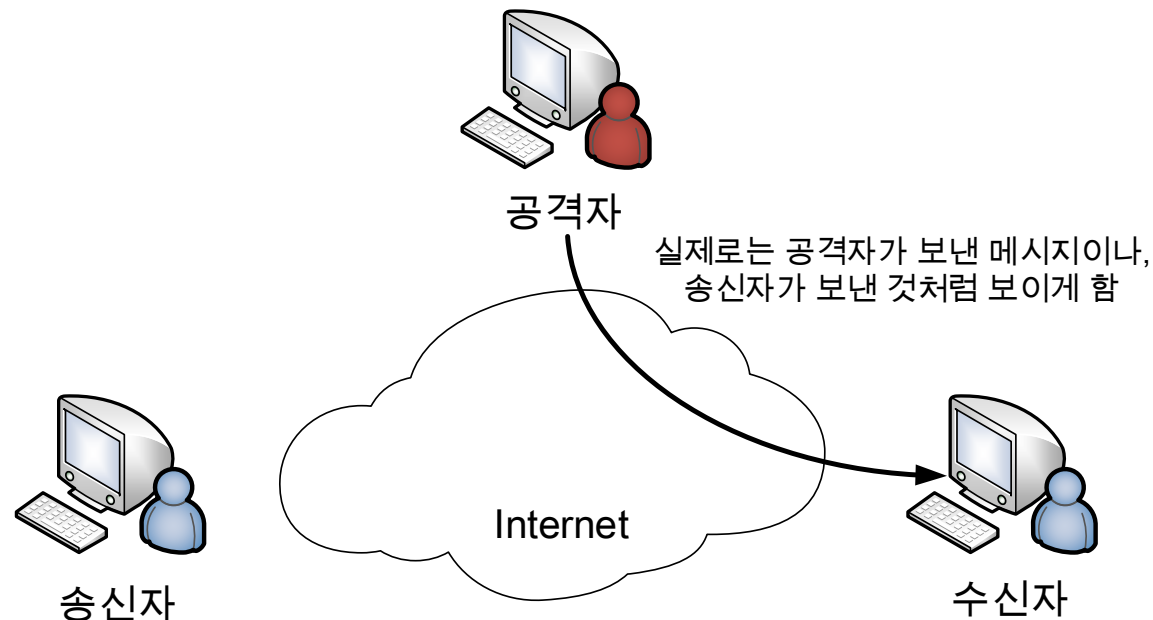 공격자
실제로는 공격자가 보낸 메시지이나,
송신자가 보낸 것처럼 보이게 함
Internet
송신자
수신자